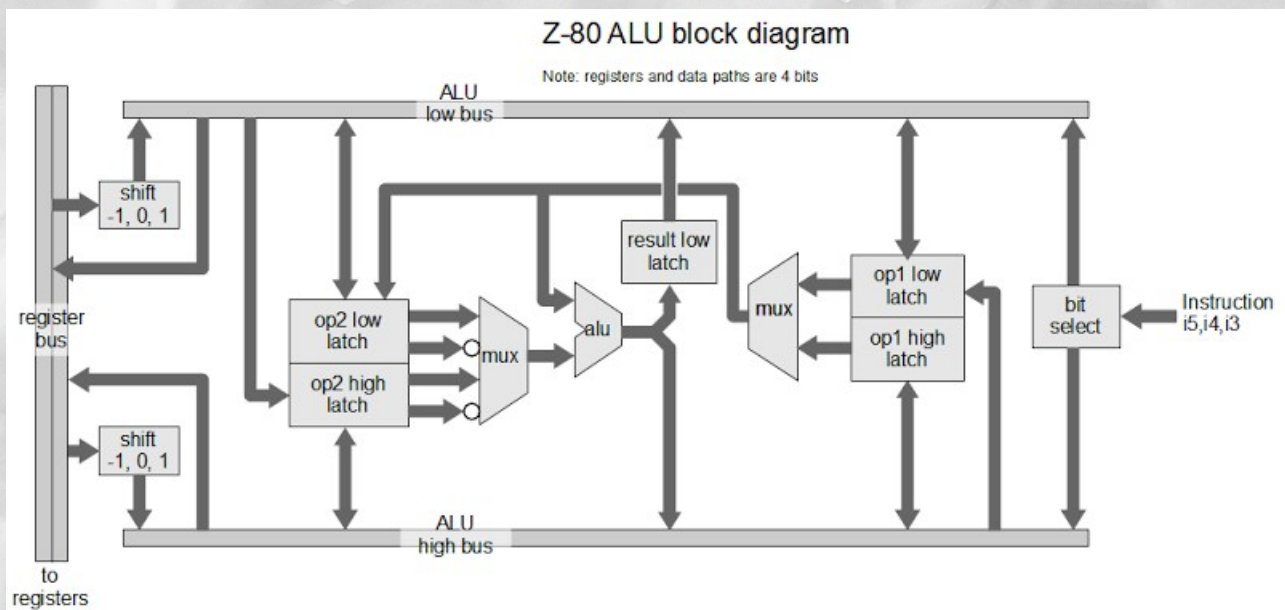 Z-80 ALU block diagram
Note: registers and data paths are 4 bits
ALU
low bus
shift
-1, 0, 1
result low
latch
op1 low
latch
mux
op1 high
latch
bit
select
Instruction
i5,i4,i3
register
bus
op2 low
latch
mux
alu
op2 high
latch
shift
-1, 0, 1
ALU
high bus
to
registers